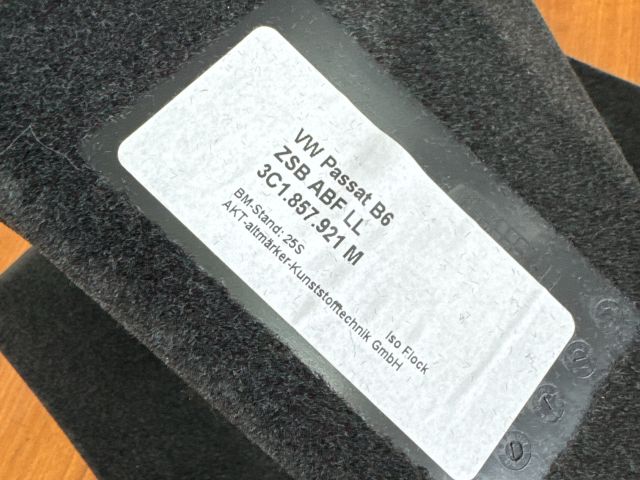 VW Passat B6
ZSB ABF LL
3C1.857.921 M
BM-Stand: 25S
Iso Flock
AKT-altmärker-Kunststofftechnik GmbH